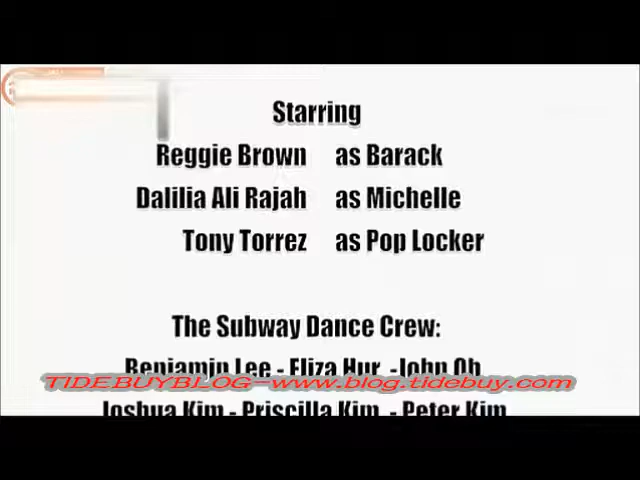 Starring
Reggie Brown as Barack
Dalilia Ali Rajah as Michelle
Tony Torrez as Pop Locker
The Subway Dance Crew:
Benjamin Lee - Eliza Hur -John Oh
TIDEBUYBLOG-www.blog.tidebuy.com
Joshua Kim - Priscilla Kim - Peter Kim